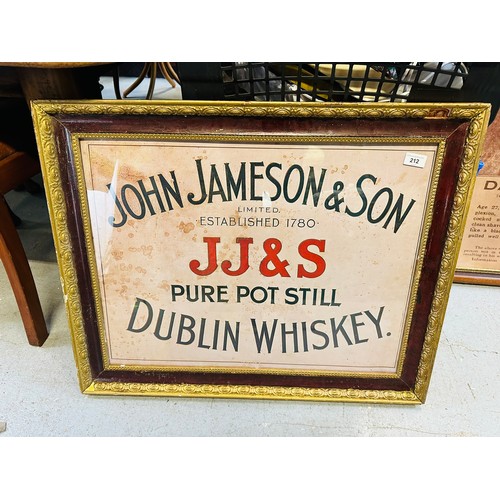 212
JOHN JAMESON & SON
LIMITED.
·ESTABLISHED 1780·
JJ&S
PURE POT STILL
DUBLIN WHISKEY.